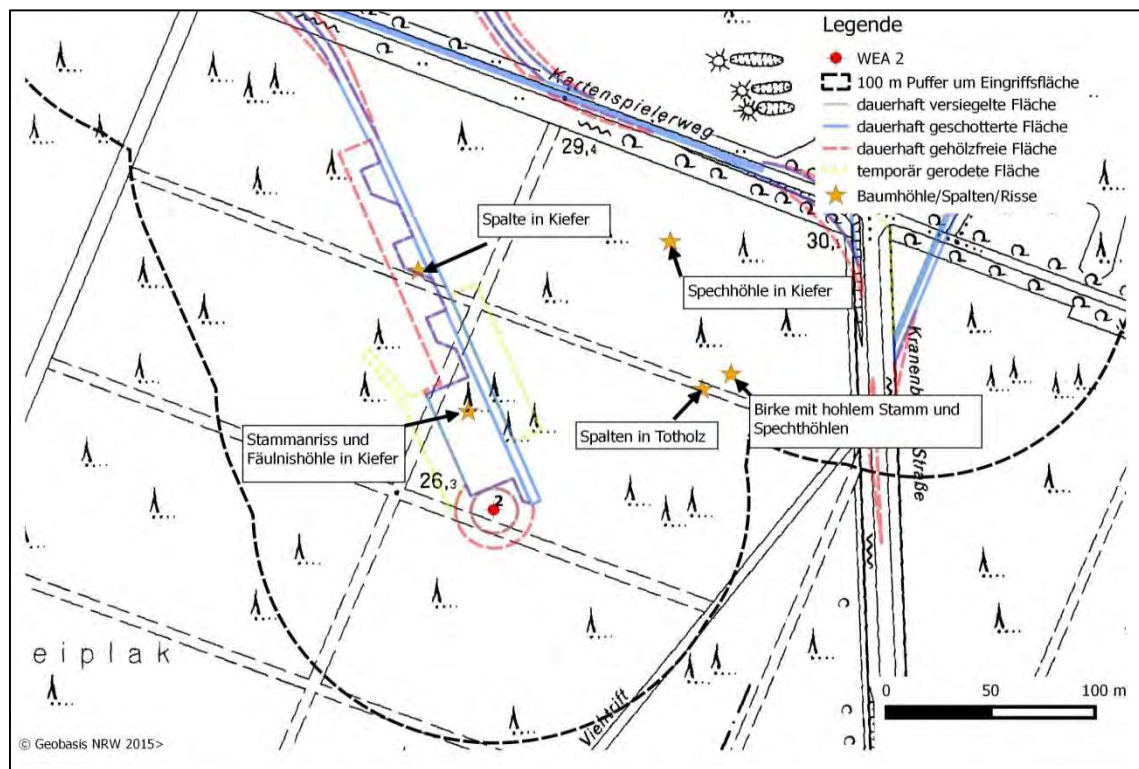 Legende
WEA 2
100 m Puffer um Eingriffsfläche
dauerhaft versiegelte Fläche
dauerhaft geschotterte Fläche
dauerhaft gehölzfreie Fläche
temporär gerodete Fläche
Baumhöhle/Spalten/Risse
Kartenspielerweg
29,4
30,
Spalte in Kiefer
Spechhöhle in Kiefer
Birke mit hohlem Stamm und
Spechthöhlen
Spalten in Totholz
Stammanriss und
Fäulnishöhle in Kiefer
26,3
2
Kranenb
Straße
eiplak
Viehtrift
0
50
100 m
© Geobasis NRW 2015>